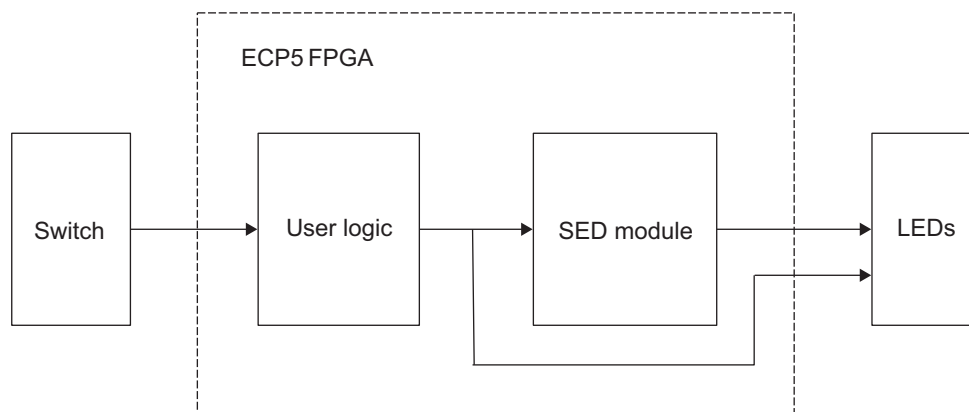 ECP5 FPGA
Switch
User logic
SED module
LEDs